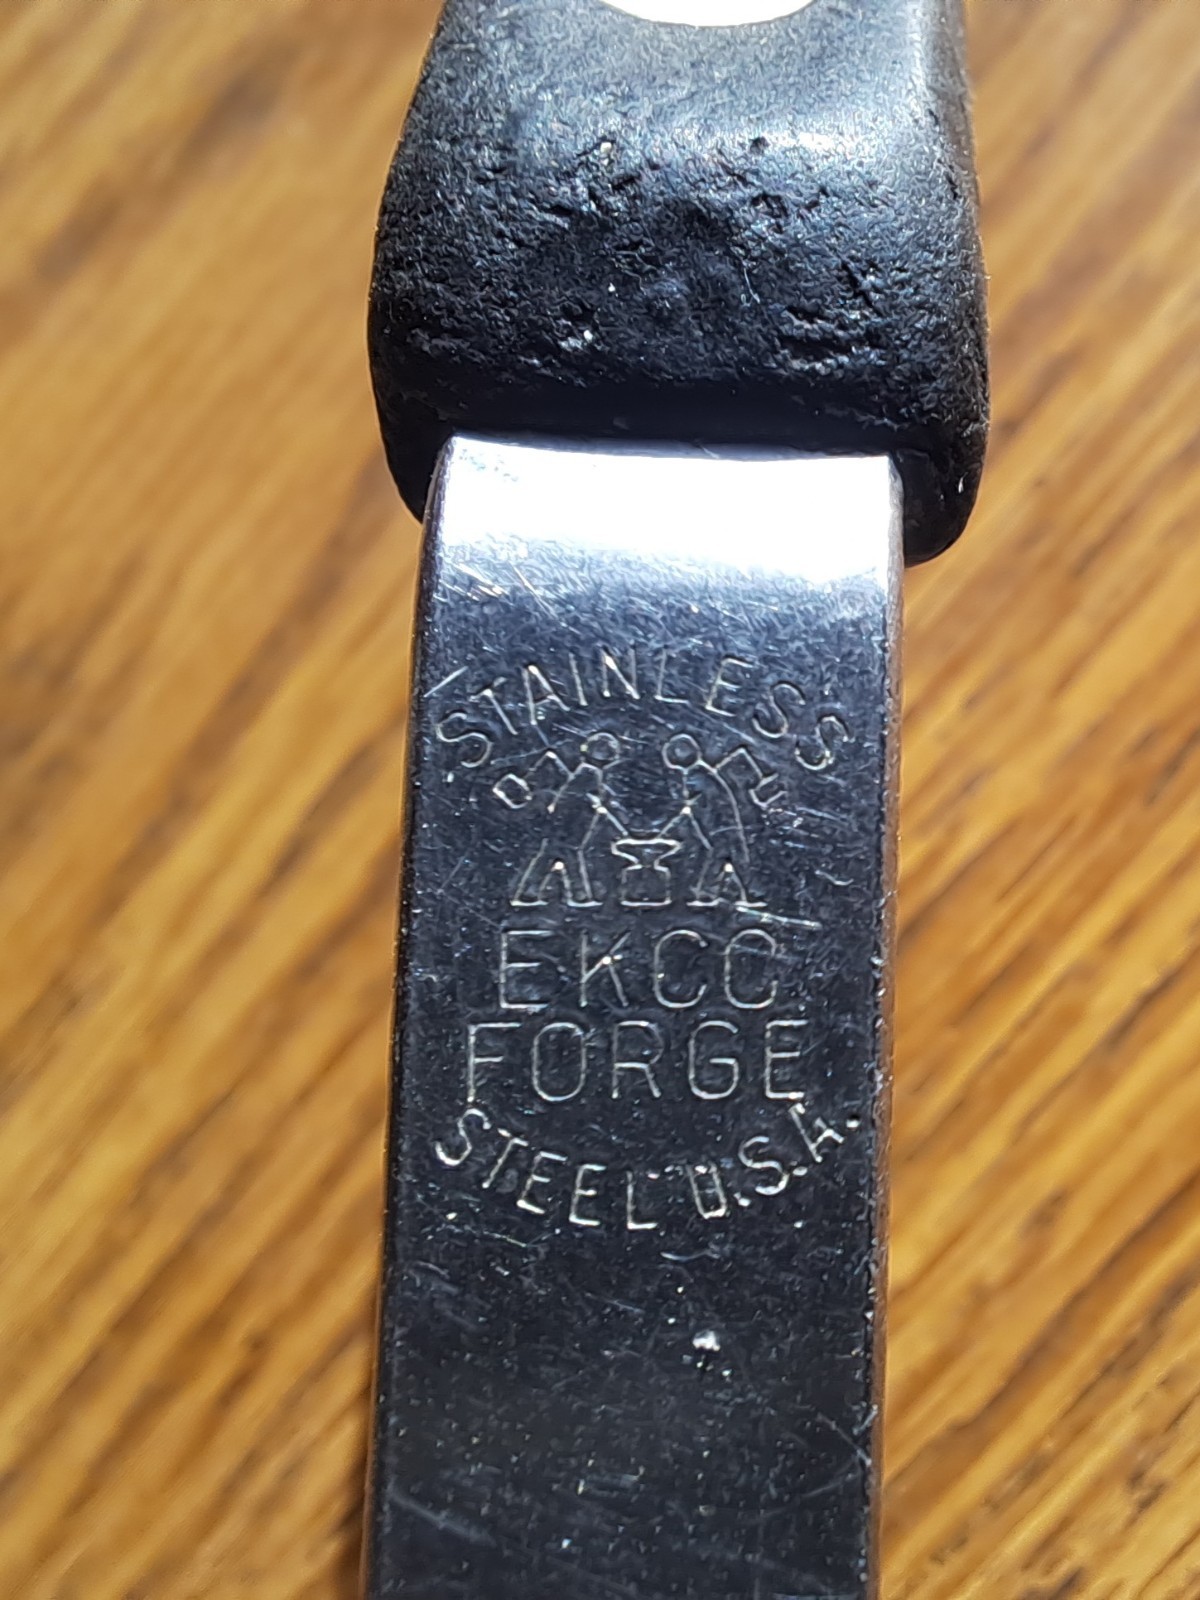 STAINLESS
EKCO
FORGE
STEEL U.S.A.